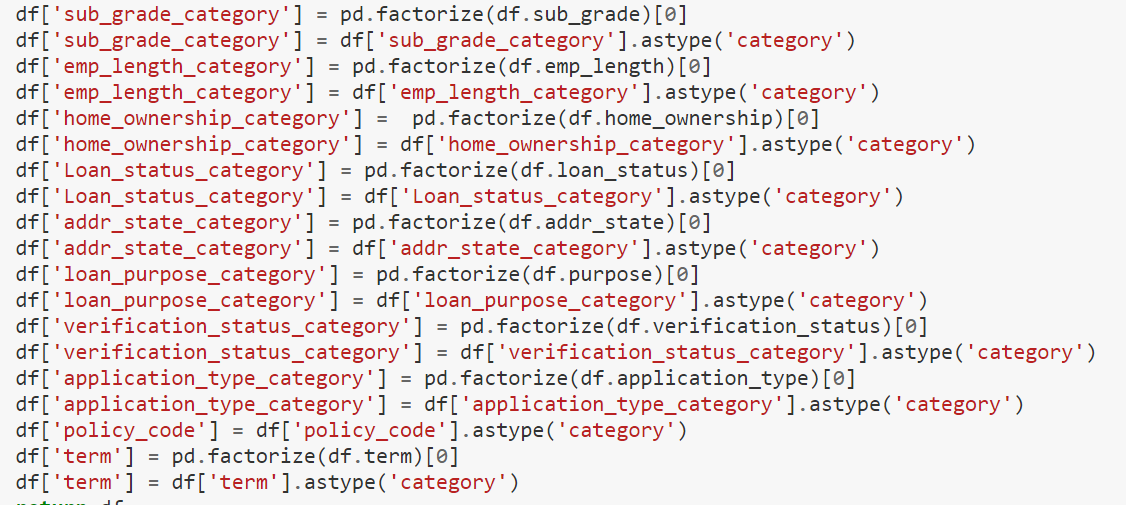 df['sub_grade_category'] = pd.factorize(df.sub_grade)[0]
df['sub_grade_category'] = df['sub_grade_category'].astype('category')
df['emp_length_category'] = pd.factorize(df.emp_length)[0]
df['emp_length_category'] = df['emp_length_category'].astype('category')
df['home_ownership_category'] =  pd.factorize(df.home_ownership)[0]
df['home_ownership_category'] = df['home_ownership_category'].astype('category')
df['Loan_status_category'] = pd.factorize(df.loan_status)[0]
df['Loan_status_category'] = df['Loan_status_category'].astype('category')
df['addr_state_category'] = pd.factorize(df.addr_state)[0]
df['addr_state_category'] = df['addr_state_category'].astype('category')
df['loan_purpose_category'] = pd.factorize(df.purpose)[0]
df['loan_purpose_category'] = df['loan_purpose_category'].astype('category')
df['verification_status_category'] = pd.factorize(df.verification_status)[0]
df['verification_status_category'] = df['verification_status_category'].astype('category')
df['application_type_category'] = pd.factorize(df.application_type)[0]
df['application_type_category'] = df['application_type_category'].astype('category')
df['policy_code'] = df['policy_code'].astype('category')
df['term'] = pd.factorize(df.term)[0]
df['term'] = df['term'].astype('category')